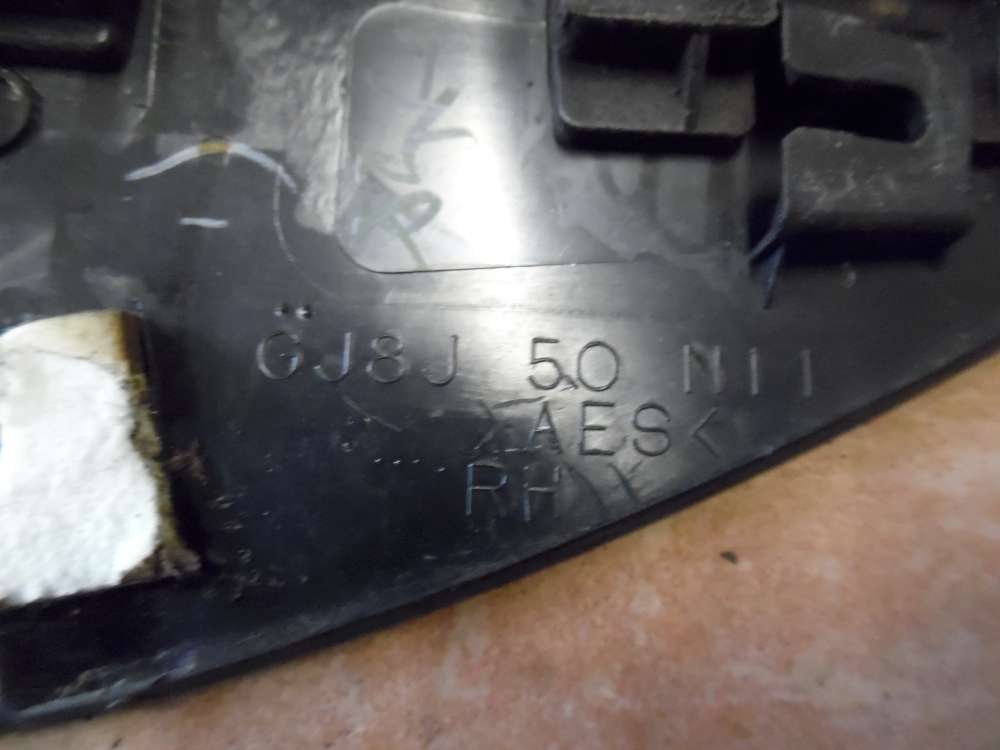 GJ8J 50 N11
>AES<
RH